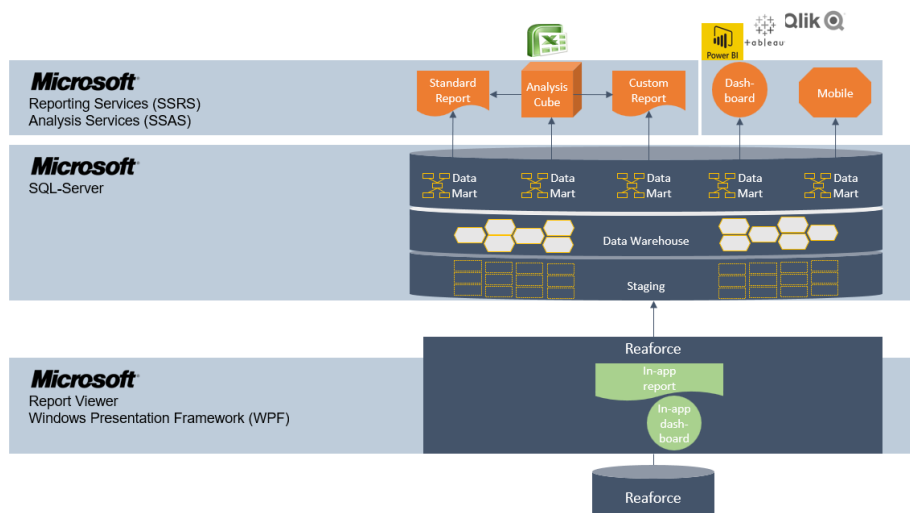 Qlik
+ableau
Power BI
Microsoft
Reporting Services (SSRS)
Analysis Services (SSAS)
Standard
Report
Analysis
Cube
Custom
Report
Dash-
board
Mobile
Microsoft
SQL-Server
Data
Mart
Data
Mart
Data
Mart
Data
Mart
Data
Mart
Data Warehouse
Staging
Microsoft
Report Viewer
Windows Presentation Framework (WPF)
Reaforce
In-app
report
In-app
dash-
board
Reaforce